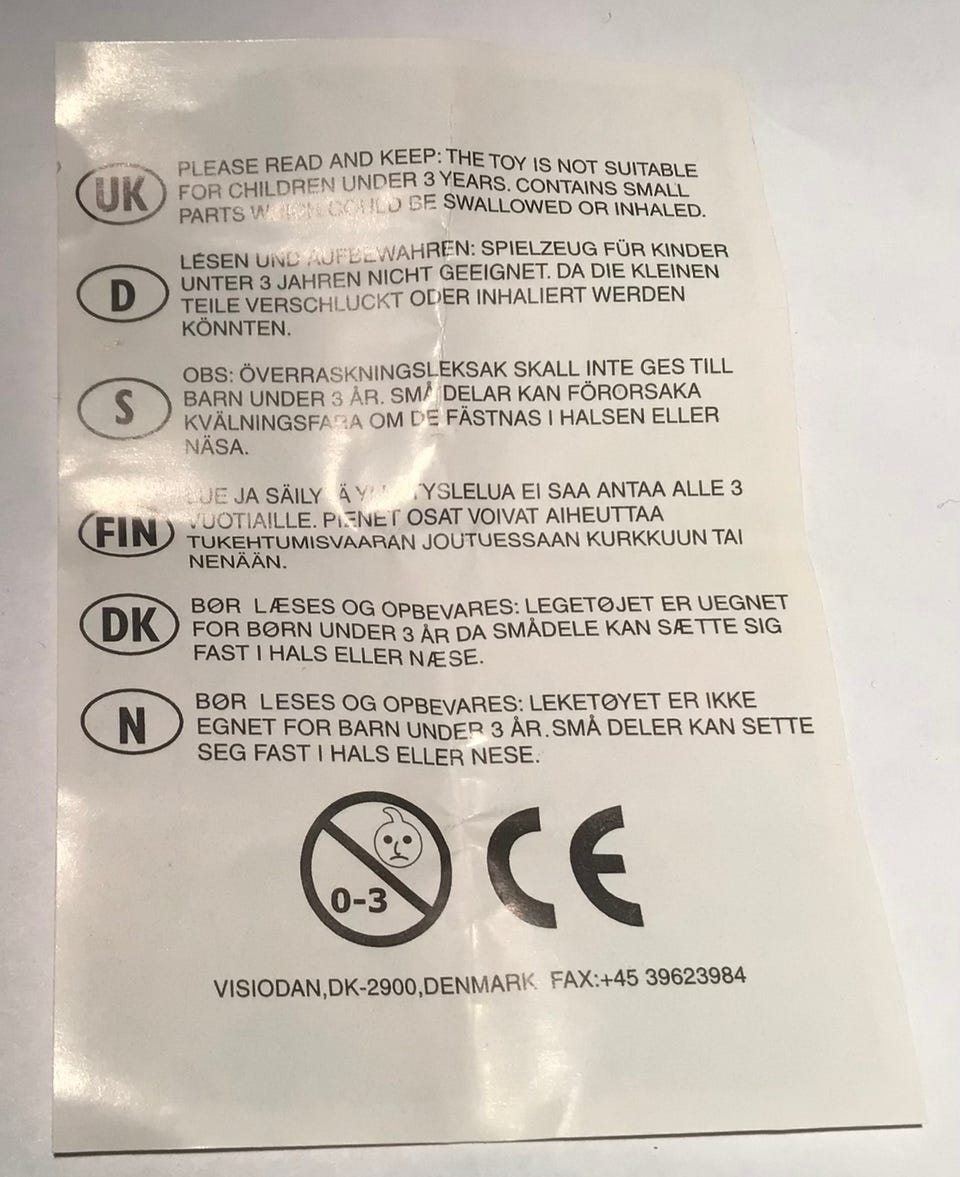 UK
PLEASE READ AND KEEP: THE TOY IS NOT SUITABLE
FOR CHILDREN UNDER 3 YEARS. CONTAINS SMALL
PARTS WHICH COULD BE SWALLOWED OR INHALED.
D
LESEN UND AUFBEWAHREN: SPIELZEUG FÜR KINDER
UNTER 3 JAHREN NICHT GEEIGNET. DA DIE KLEINEN
TEILE VERSCHLUCKT ODER INHALIERT WERDEN
KÖNNTEN.
S
OBS: ÖVERRASKNINGSLEKSAK SKALL INTE GES TILL
BARN UNDER 3 ÅR. SMÅ DELAR KAN FÖRORSAKA
KVÄLNINGSFARA OM DE FÄSTNAS I HALSEN ELLER
NÄSA.
FIN
LUE JA SÄILYTÄ EI SAA ANTAA ALLE 3
VUOTIAILLE. PIENET OSAT VOIVAT AIHEUTTAA
TUKEHTUMISVAARAN JOUTUESSAAN KURKKUUN TAI
NENÄÄN.
DK
BØR LÆSES OG OPBEVARES: LEGETØJET ER UEGNET
FOR BØRN UNDER 3 ÅR DA SMÅDELE KAN SÆTTE SIG
FAST I HALS ELLER NÆSE.
N
BØR LESES OG OPBEVARES: LEKETØYET ER IKKE
EGNET FOR BARN UNDER 3 ÅR. SMÅ DELER KAN SETTE
SEG FAST I HALS ELLER NESE.
0-3
CE
VISIODAN,DK-2900,DENMARK FAX:+45 39623984